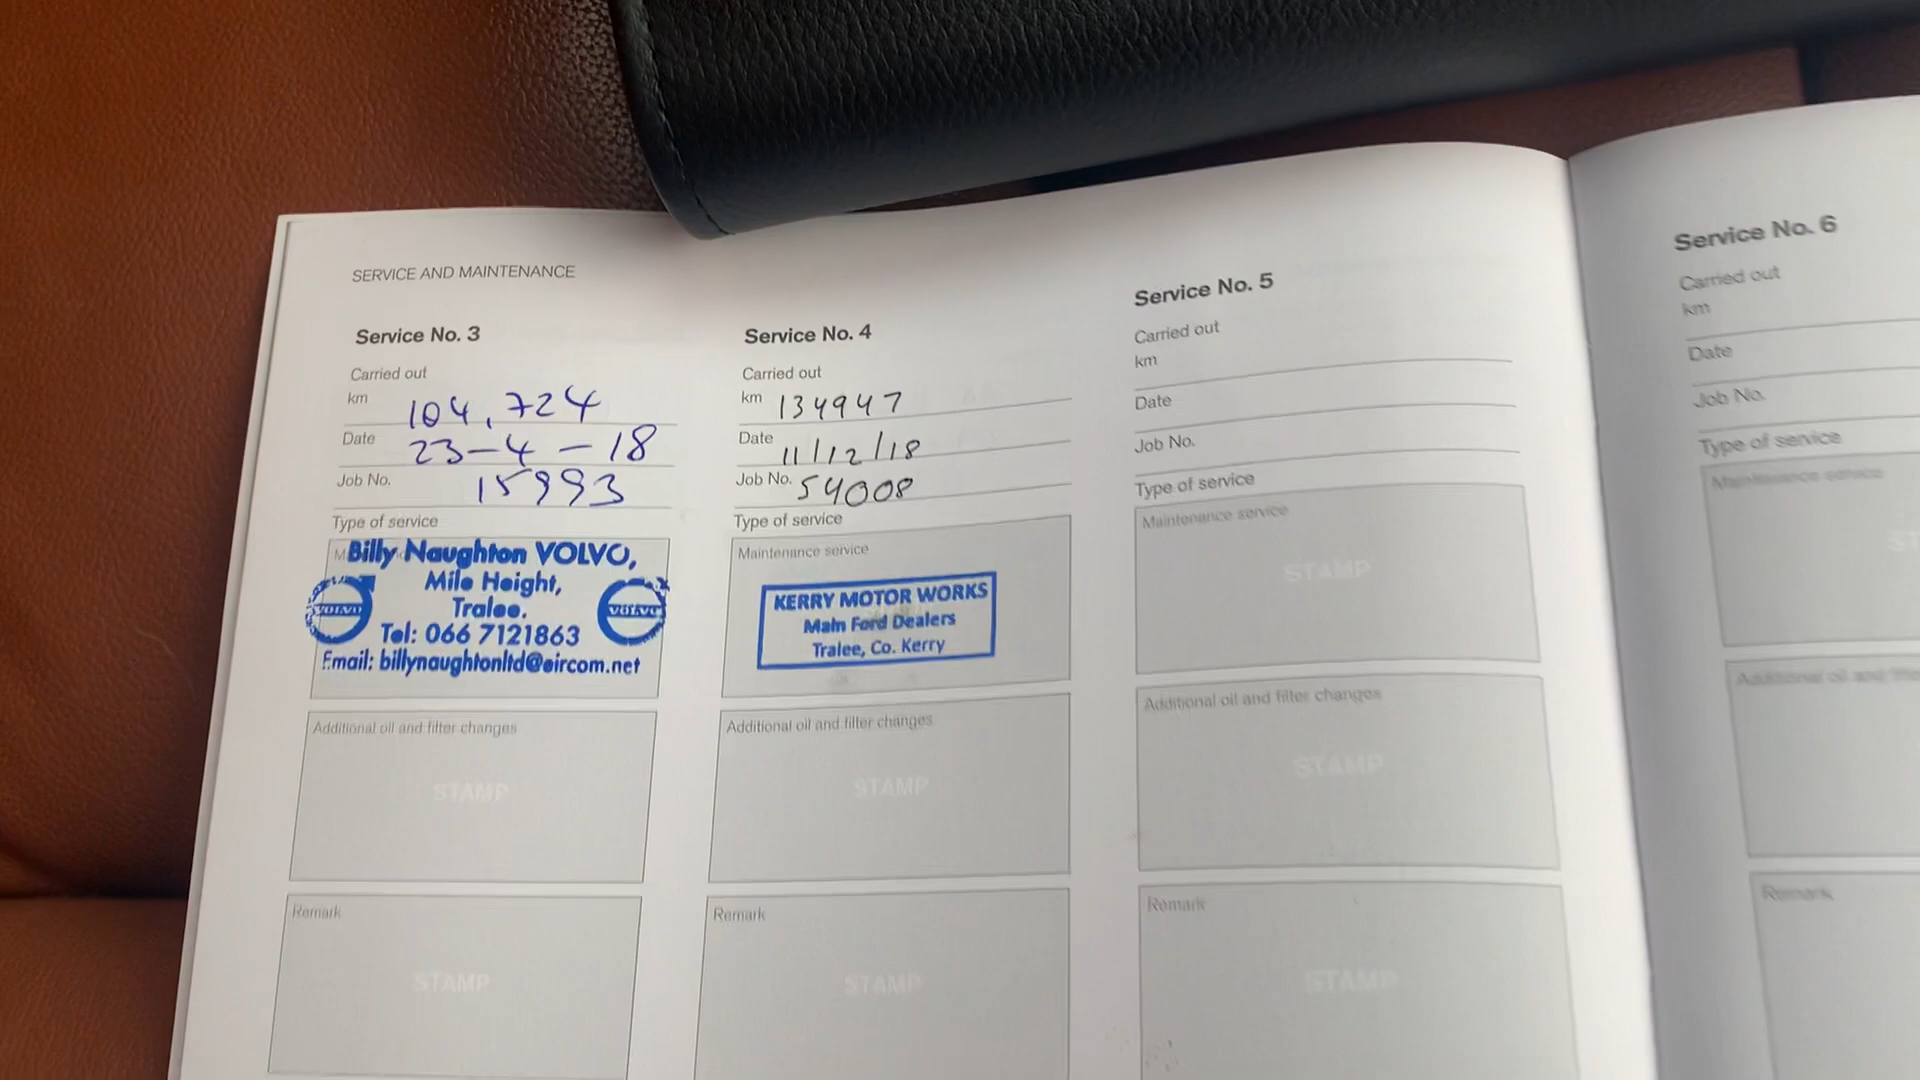 SERVICE AND MAINTENANCE
Service No. 3
Carried out
km 104,724
Date 23-4-18
Job No. 15993
Type of service
Billy Naughton VOLVO,
Mile Height,
VOLVO Tralee. VOLVO
Tel: 066 7121863
Email: billynaughtonltd@eircom.net
Additional oil and filter changes
STAMP
Remark
STAMP
Service No. 4
Carried out
km 134947
Date 11/12/18
Job No. 54008
Type of service
Maintenance service
KERRY MOTOR WORKS
Main Ford Dealers
Tralee, Co. Kerry
Additional oil and filter changes
STAMP
Remark
STAMP
Service No. 5
Carried out
km
Date
Job No.
Type of service
Maintenance service
STAMP
Additional oil and filter changes
STAMP
Remark
STAMP
Service No. 6
Carried out
km
Date
Job No.
Type of service
Maintenance service
Additional oil and
Remark